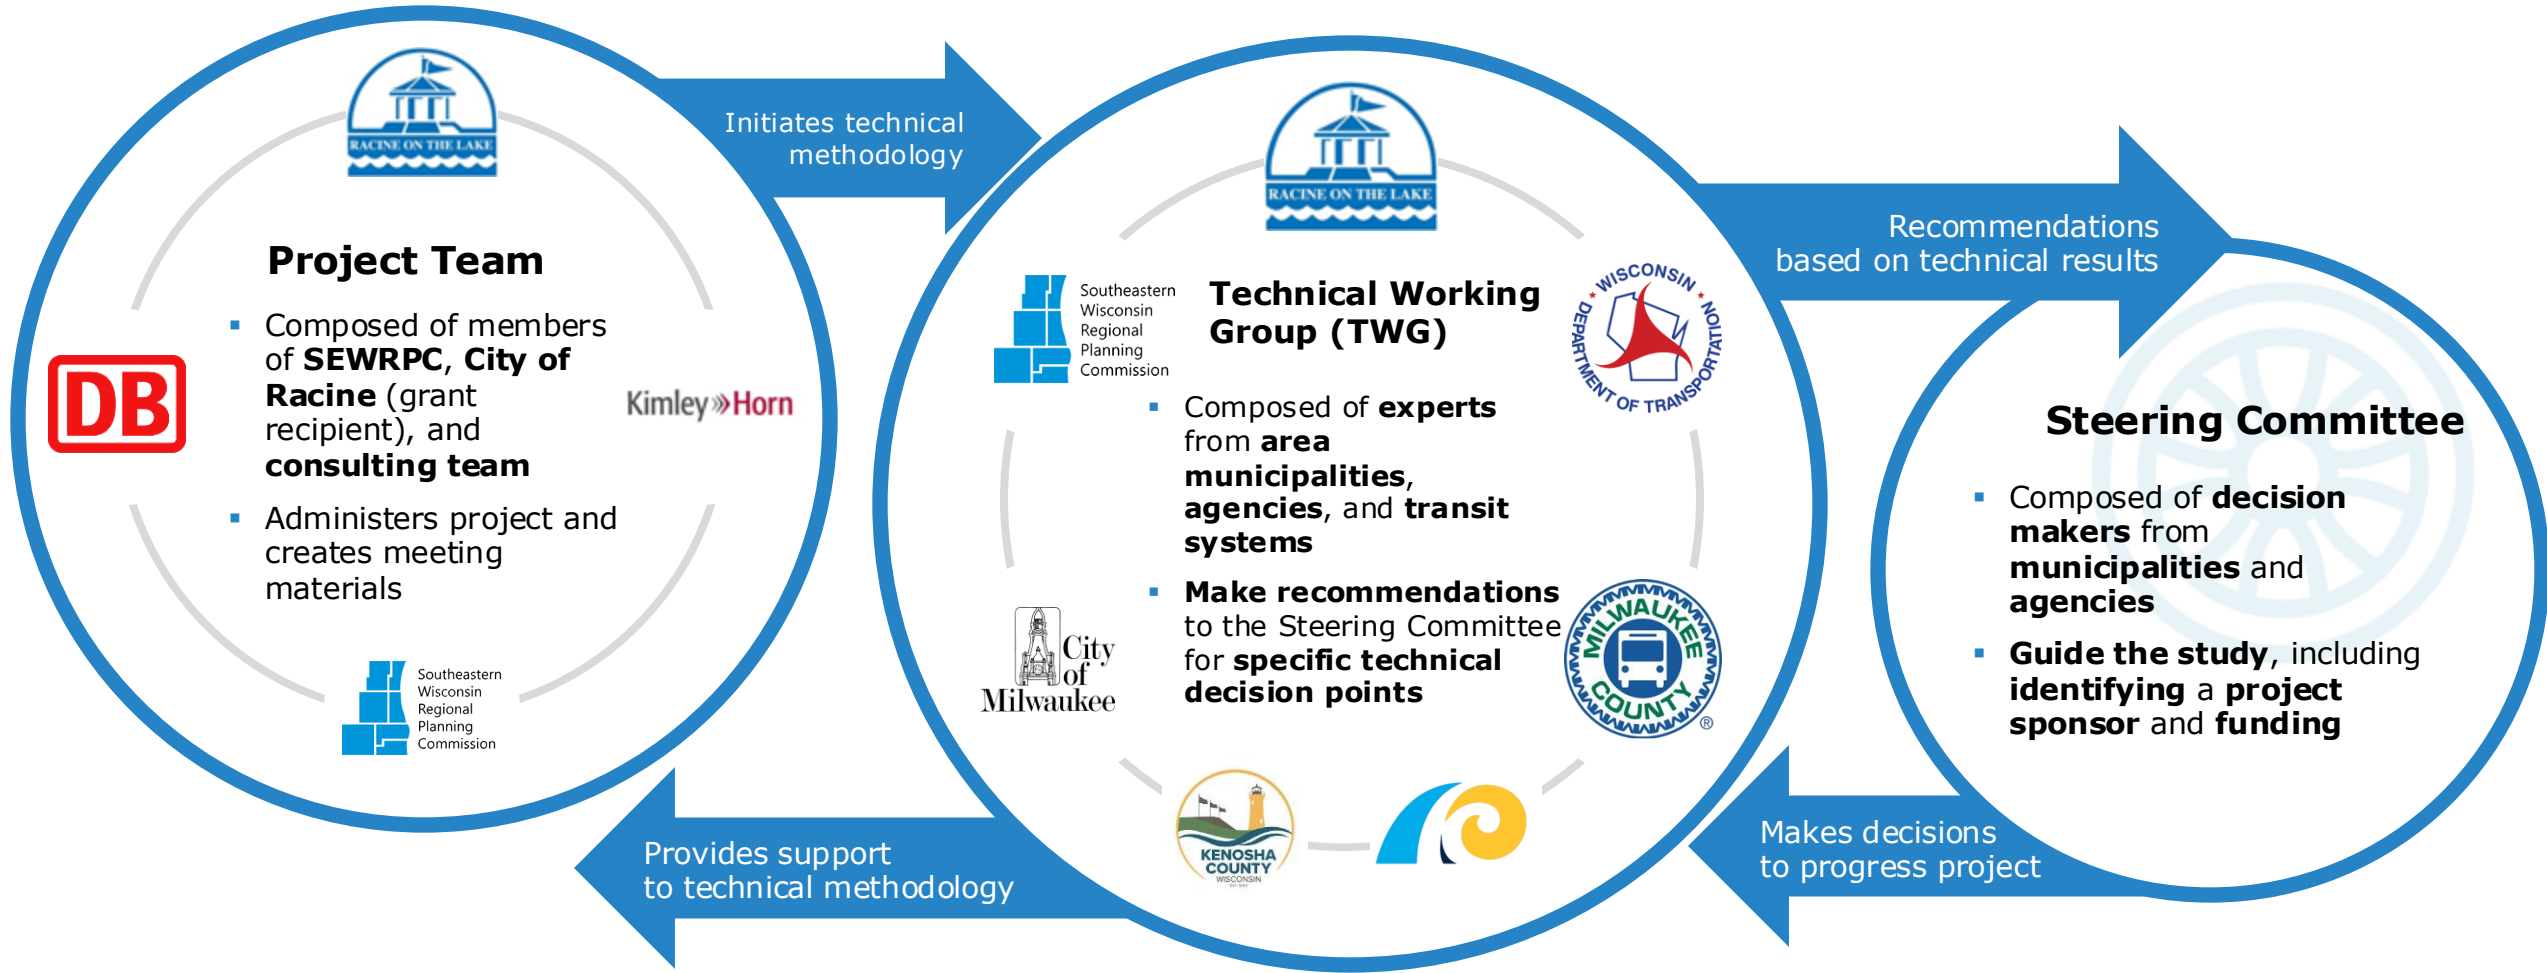 RACINE ON THE LAKE
Project Team
▪ Composed of members
of SEWRPC, City of
Racine (grant
recipient), and
consulting team
▪ Administers project and
creates meeting
materials
DB
Kimley»Horn
Southeastern
Wisconsin
Regional
Planning
Commission
Initiates technical
methodology
Provides support
to technical methodology
RACINE ON THE LAKE
Southeastern
Wisconsin
Regional
Planning
Commission
Technical Working
Group (TWG)
WISCONSIN
DEPARTMENT OF TRANSPORTATION
▪ Composed of experts
from area
municipalities,
agencies, and transit
systems
▪ Make recommendations
to the Steering Committee
for specific technical
decision points
City
of
Milwaukee
MILWAUKEE
COUNTY
®
KENOSHA
COUNTY
WISCONSIN
Recommendations
based on technical results
Makes decisions
to progress project
Steering Committee
▪ Composed of decision
makers from
municipalities and
agencies
▪ Guide the study, including
identifying a project
sponsor and funding